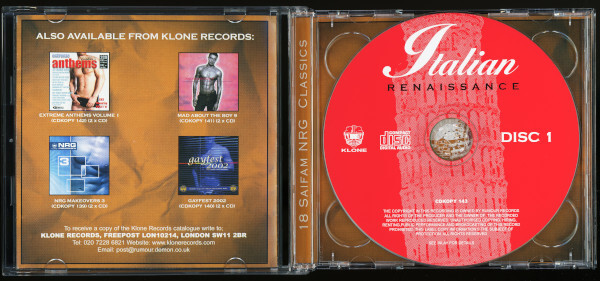 ALSO AVAILABLE FROM KLONE RECORDS:
anthems
EXTREME ANTHEMS VOLUME 1
(CDKOPY 142) (2 x CD)
MAD ABOUT THE BOY 9
(CDKOPY 141) (2 x CD)
NRG
3
NRG MAKEOVERS 3
(CDKOPY 139) (2 x CD)
gayfest
2002
GAYFEST 2002
(CDKOPY 140) (2 x CD)
To receive a copy of the Klone Records catalogue write to;
KLONE RECORDS, FREEPOST LON10214, LONDON SW11 2BR
Tel: 020 7228 6821 Website: www.klonerecords.com
Email: post@rumour.demon.co.uk
18 SAIFAM NRG CLASSICS
Italian
RENAISSANCE
KLONE
COMPACT
disc
DIGITAL AUDIO
DISC 1
CDKOPY 143